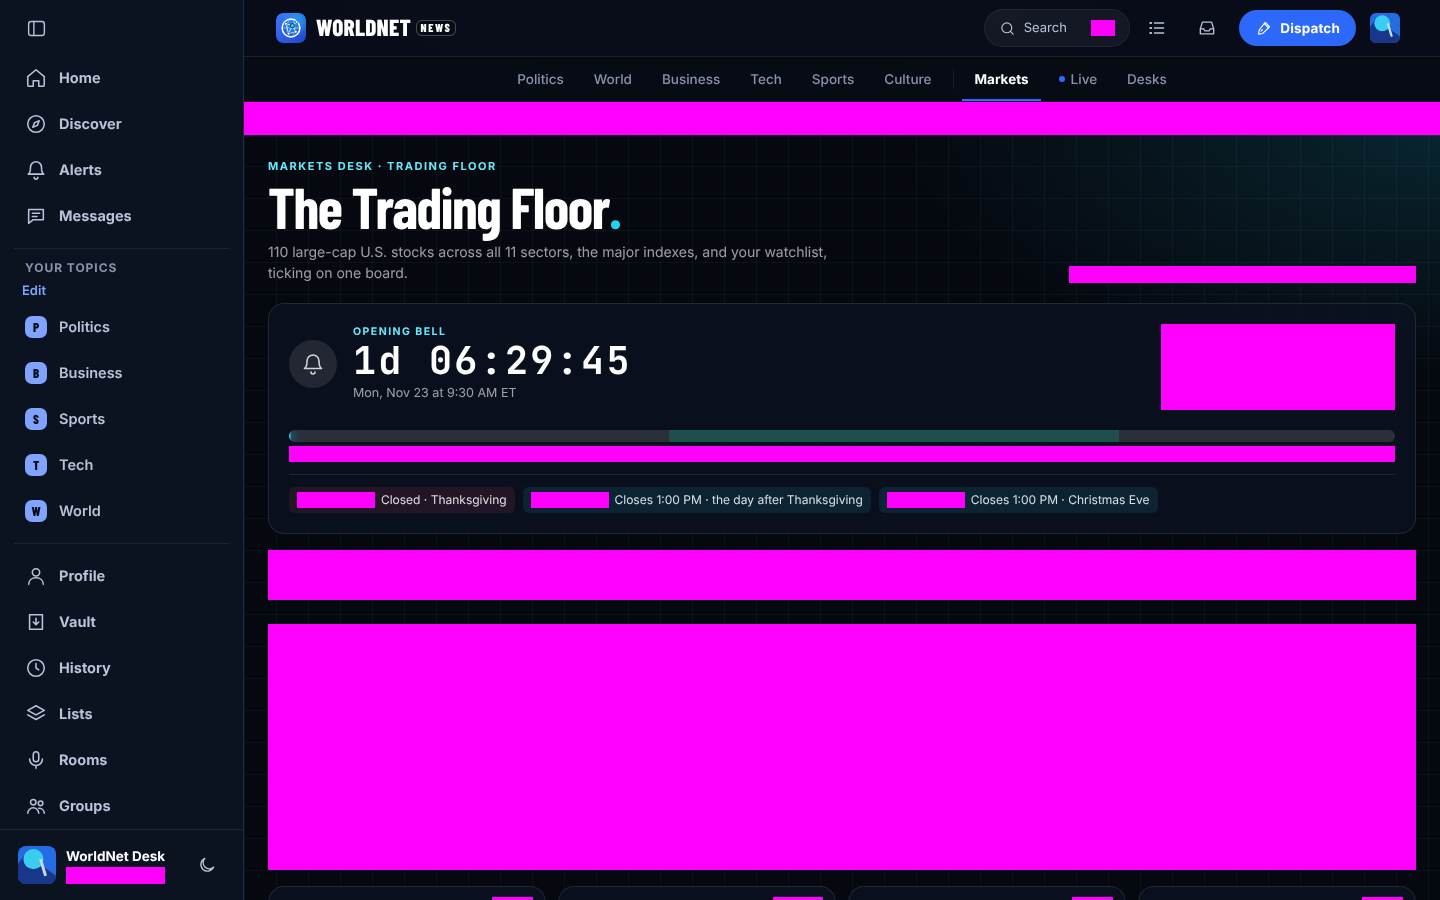 WORLDNET NEWS
Search
Dispatch
Home
Discover
Alerts
Messages
YOUR TOPICS
Edit
P Politics
B Business
S Sports
T Tech
W World
Profile
Vault
History
Lists
Rooms
Groups
WorldNet Desk
Politics World Business Tech Sports Culture Markets Live Desks
MARKETS DESK · TRADING FLOOR
The Trading Floor.
110 large-cap U.S. stocks across all 11 sectors, the major indexes, and your watchlist,
ticking on one board.
OPENING BELL
1d 06:29:45
Mon, Nov 23 at 9:30 AM ET
Closed · Thanksgiving
Closes 1:00 PM · the day after Thanksgiving
Closes 1:00 PM · Christmas Eve